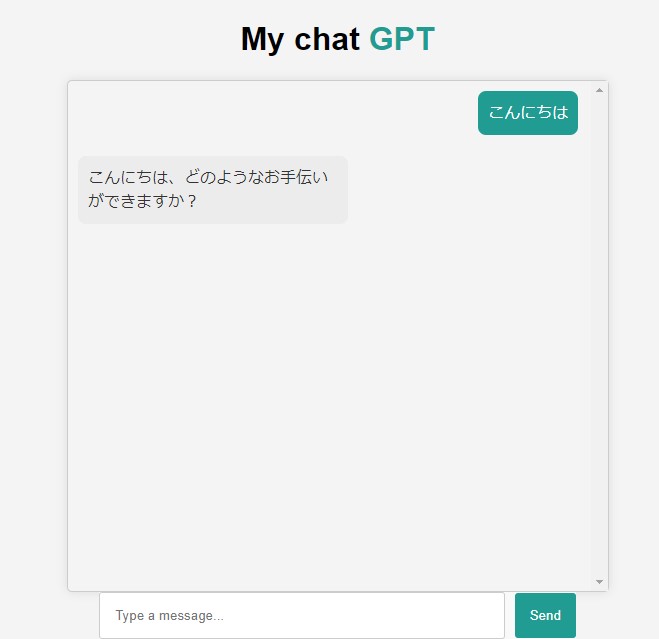 My chat GPT
こんにちは
こんにちは、どのようなお手伝い
ができますか？
Type a message...
Send